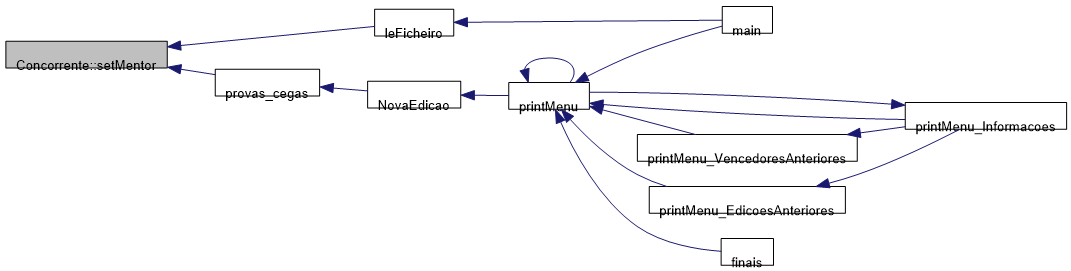 leFicheiro
main
Concorrente::setMentor
provas_cegas
NovaEdicao
printMenu
printMenu_Informacoes
printMenu_VencedoresAnteriores
printMenu_EdicoesAnteriores
finais